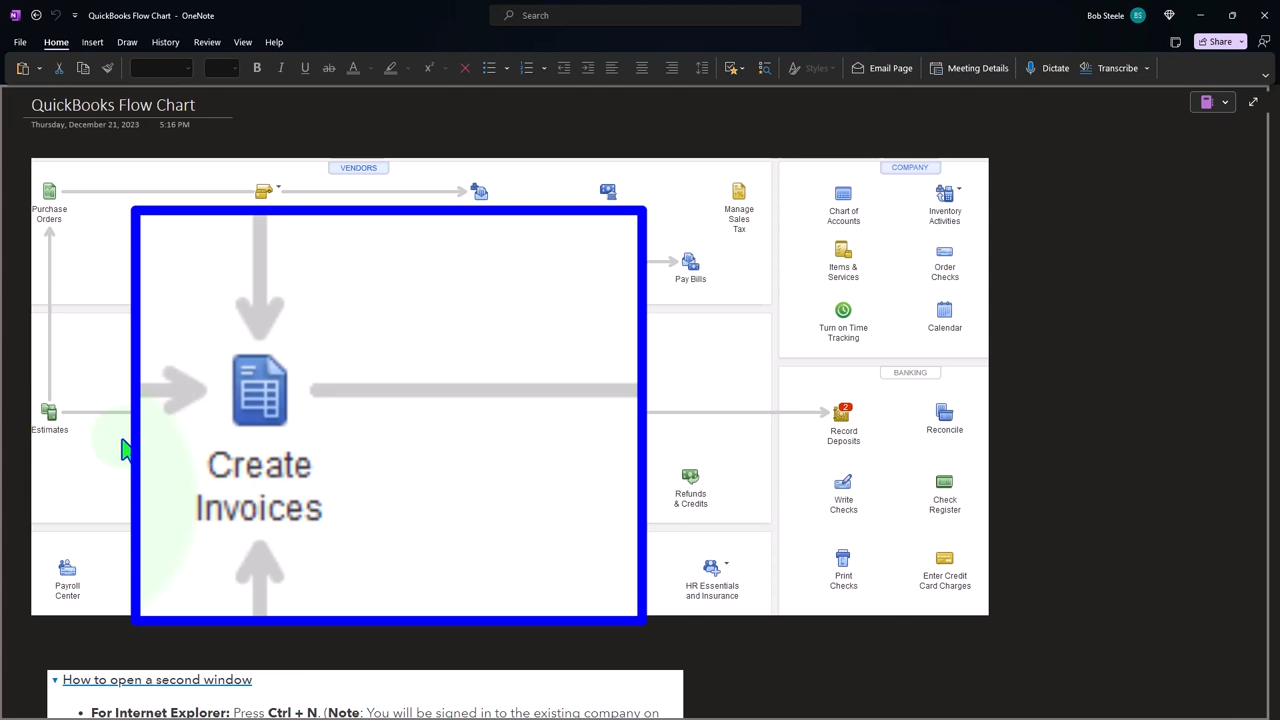 QuickBooks Flow Chart - OneNote
Search
Bob Steele
BS
File
Home
Insert
Draw
History
Review
View
Help
Share
B
I
U
ab
A
x
Styles
Email Page
Meeting Details
Dictate
Transcribe
QuickBooks Flow Chart
Thursday, December 21, 2023
5:16 PM
VENDORS
COMPANY
Purchase
Orders
Manage
Sales
Tax
Chart of
Accounts
Inventory
Activities
Pay Bills
Items &
Services
Order
Checks
Turn on Time
Tracking
Calendar
Create
Invoices
BANKING
Estimates
2
Record
Deposits
Reconcile
Refunds
& Credits
Write
Checks
Check
Register
Payroll
Center
HR Essentials
and Insurance
Print
Checks
Enter Credit
Card Charges
How to open a second window
• For Internet Explorer: Press Ctrl + N. (Note: You will be signed in to the existing company on